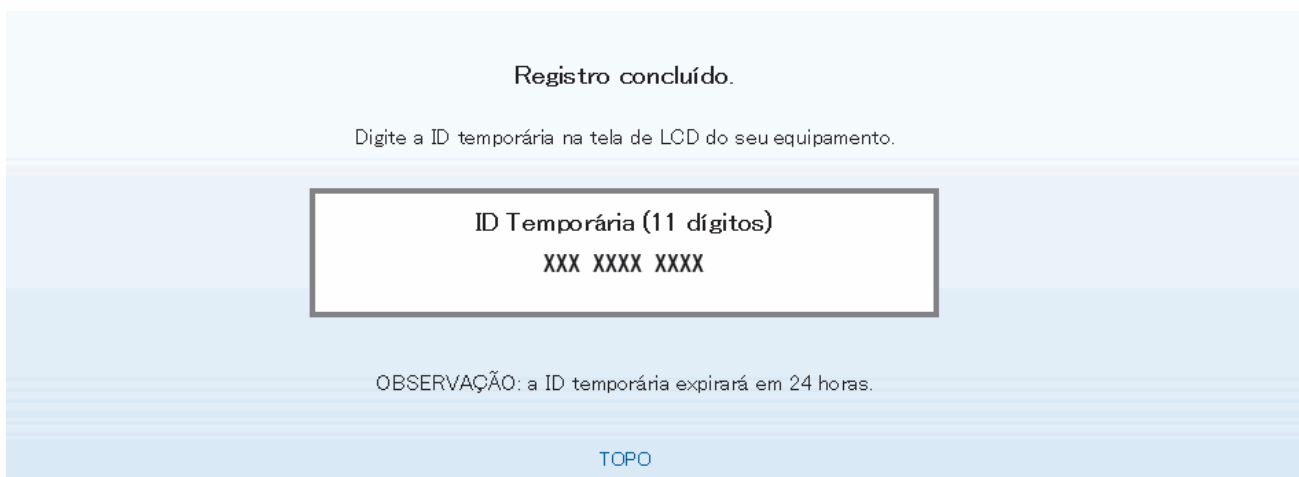 Registro concluído.
Digite a ID temporária na tela de LCD do seu equipamento.
ID Temporária (11 dígitos)
XXX XXXX XXXX
OBSERVAÇÃO: a ID temporária expirará em 24 horas.
TOPO